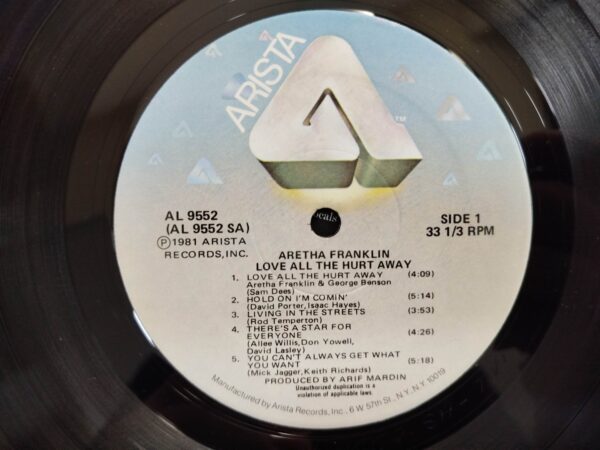 ARISTA
TM
AL 9552
(AL 9552 SA)
Ⓟ1981 ARISTA
RECORDS, INC.
ocals
SIDE 1
33 1/3 RPM
ARETHA FRANKLIN
LOVE ALL THE HURT AWAY
1. LOVE ALL THE HURT AWAY (4:09)
Aretha Franklin & George Benson
(Sam Dees)
2. HOLD ON I'M COMIN' (5:14)
(David Porter, Isaac Hayes)
3. LIVING IN THE STREETS (3:53)
(Rod Temperton)
4. THERE'S A STAR FOR
EVERYONE (4:26)
(Allee Willis, Don Yowell,
David Lasley)
5. YOU CAN'T ALWAYS GET WHAT
YOU WANT (5:18)
(Mick Jagger, Keith Richards)
PRODUCED BY ARIF MARDIN
Unauthorized duplication is a
violation of applicable laws.
Manufactured by Arista Records, Inc., 6 W 57th St., N.Y., N.Y. 10019